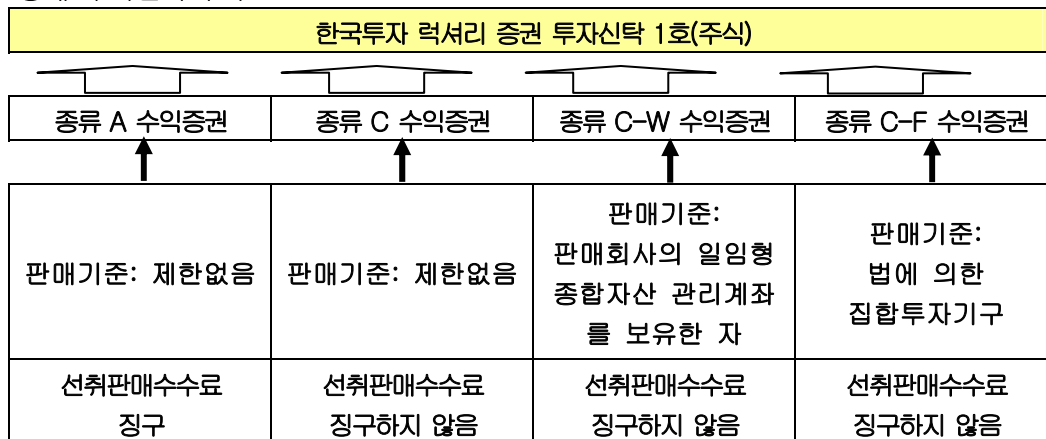 한국투자 럭셔리 증권 투자신탁 1호(주식)
종류 A 수익증권
종류 C 수익증권
종류 C-W 수익증권
종류 C-F 수익증권
판매기준: 제한없음
판매기준: 제한없음
판매기준:
판매회사의 일임형
종합자산 관리계좌
를 보유한 자
판매기준:
법에 의한
집합투자기구
선취판매수수료
징구
선취판매수수료
징구하지 않음
선취판매수수료
징구하지 않음
선취판매수수료
징구하지 않음